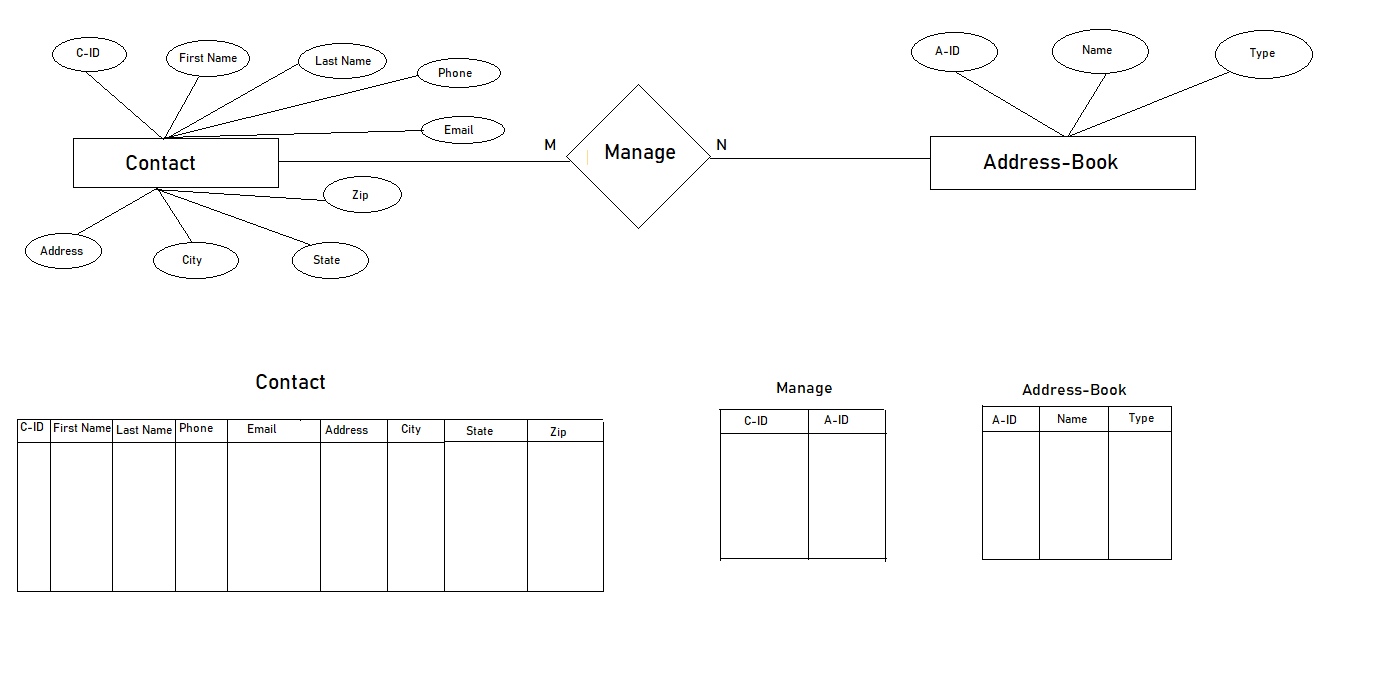 C-ID
First Name
Last Name
Phone
Email
Contact
Zip
Address
City
State
M
Manage
N
A-ID
Name
Type
Address-Book
Contact
C-ID First Name Last Name Phone Email Address City State Zip
Manage
C-ID A-ID
Address-Book
A-ID Name Type